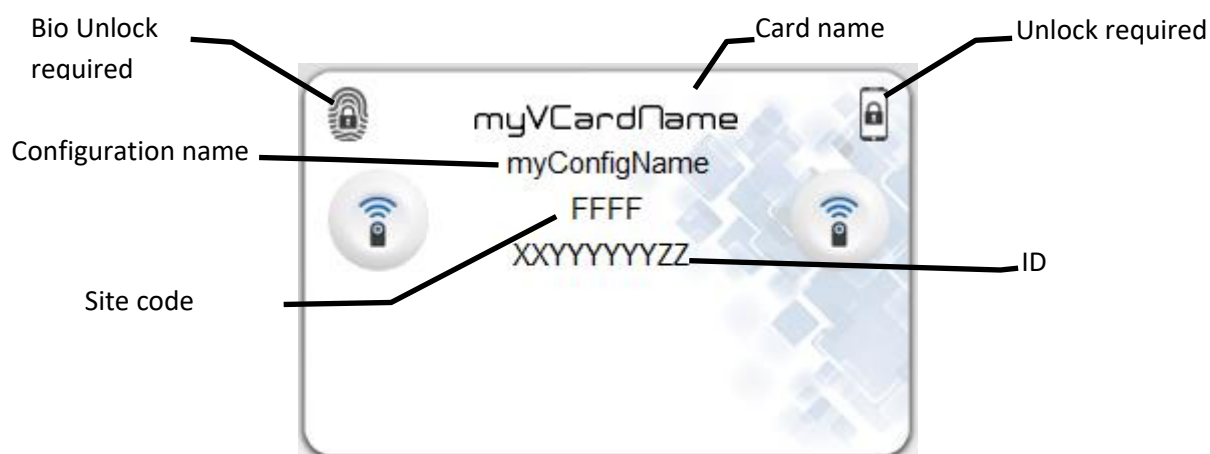 Bio Unlock
required
Card name
Unlock required
myVCardName
Configuration name
myConfigName
FFFF
XXYYYYYYZZ
ID
Site code